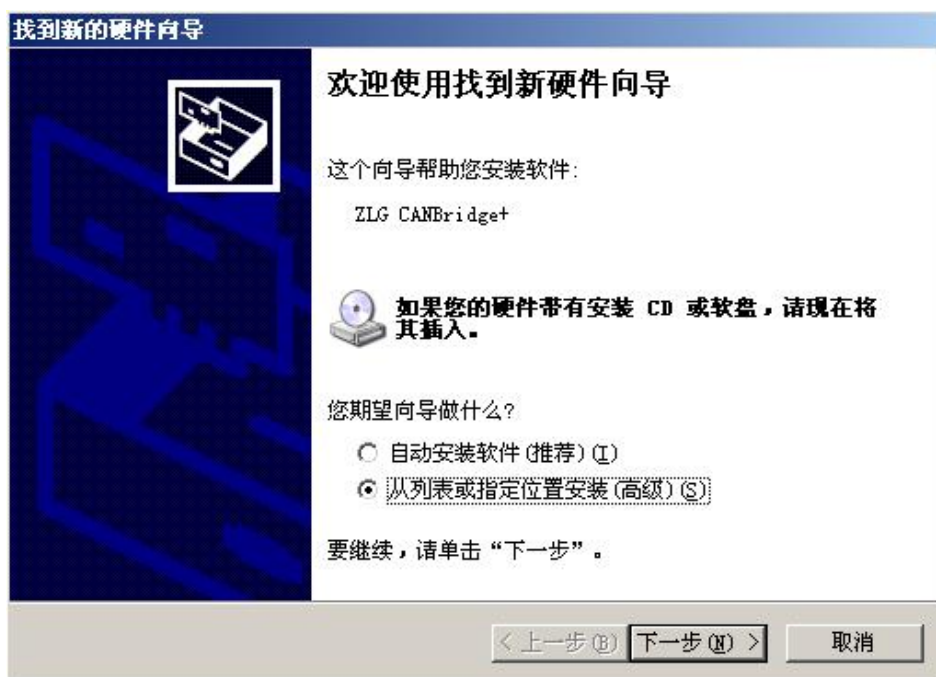 找到新的硬件向导
欢迎使用找到新硬件向导
这个向导帮助您安装软件:
ZLG CANBridge+
如果您的硬件带有安装 CD 或软盘,请现在将
其插入。
您期望向导做什么?
自动安装软件(推荐)(I)
从列表或指定位置安装(高级)(S)
要继续,请单击“下一步”。
< 上一步(B) 下一步(N) > 取消